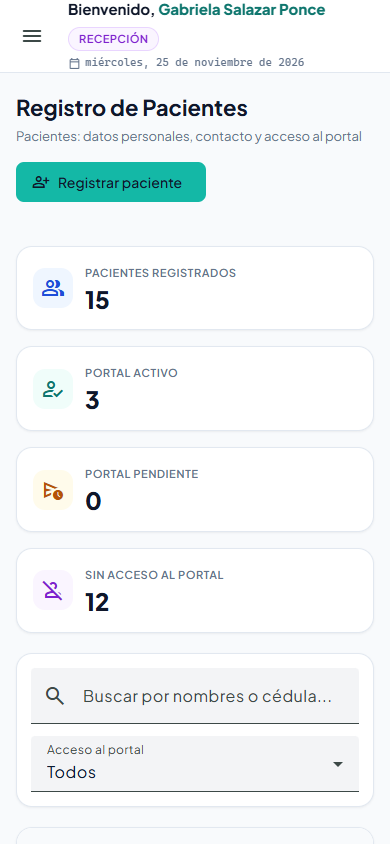 Bienvenido, Gabriela Salazar Ponce
RECEPCIÓN
miércoles, 25 de noviembre de 2026
Registro de Pacientes
Pacientes: datos personales, contacto y acceso al portal
Registrar paciente
PACIENTES REGISTRADOS
15
PORTAL ACTIVO
3
PORTAL PENDIENTE
0
SIN ACCESO AL PORTAL
12
Buscar por nombres o cédula...
Acceso al portal
Todos